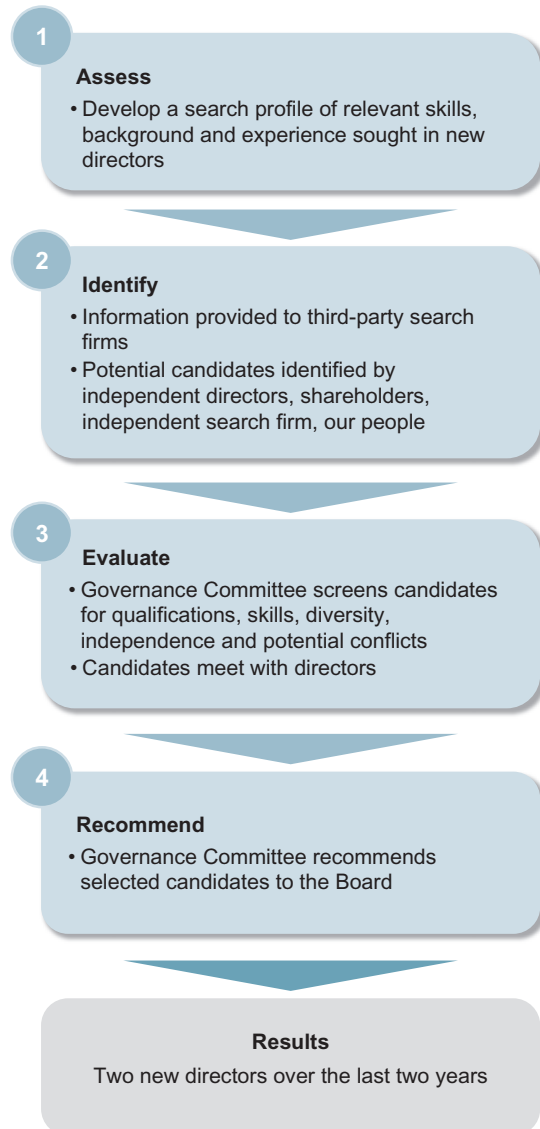 1
Assess
• Develop a search profile of relevant skills,
background and experience sought in new
directors
2
Identify
• Information provided to third-party search
firms
• Potential candidates identified by
independent directors, shareholders,
independent search firm, our people
3
Evaluate
• Governance Committee screens candidates
for qualifications, skills, diversity,
independence and potential conflicts
• Candidates meet with directors
4
Recommend
• Governance Committee recommends
selected candidates to the Board
Results
Two new directors over the last two years